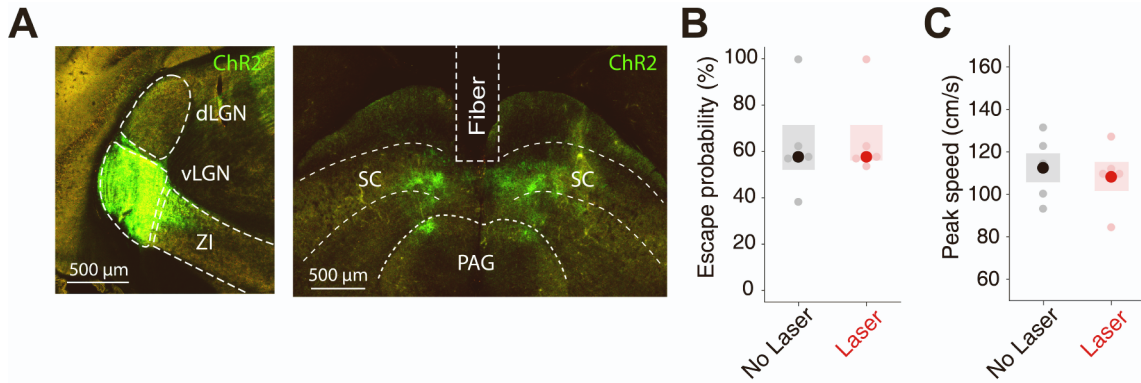 A
ChR2
dLGN
vLGN
ZI
500 µm
ChR2
Fiber
SC
SC
PAG
500 µm
B
Escape probability (%)
100
80
60
40
20
0
No Laser
Laser
C
Peak speed (cm/s)
160
140
120
100
80
60
No Laser
Laser